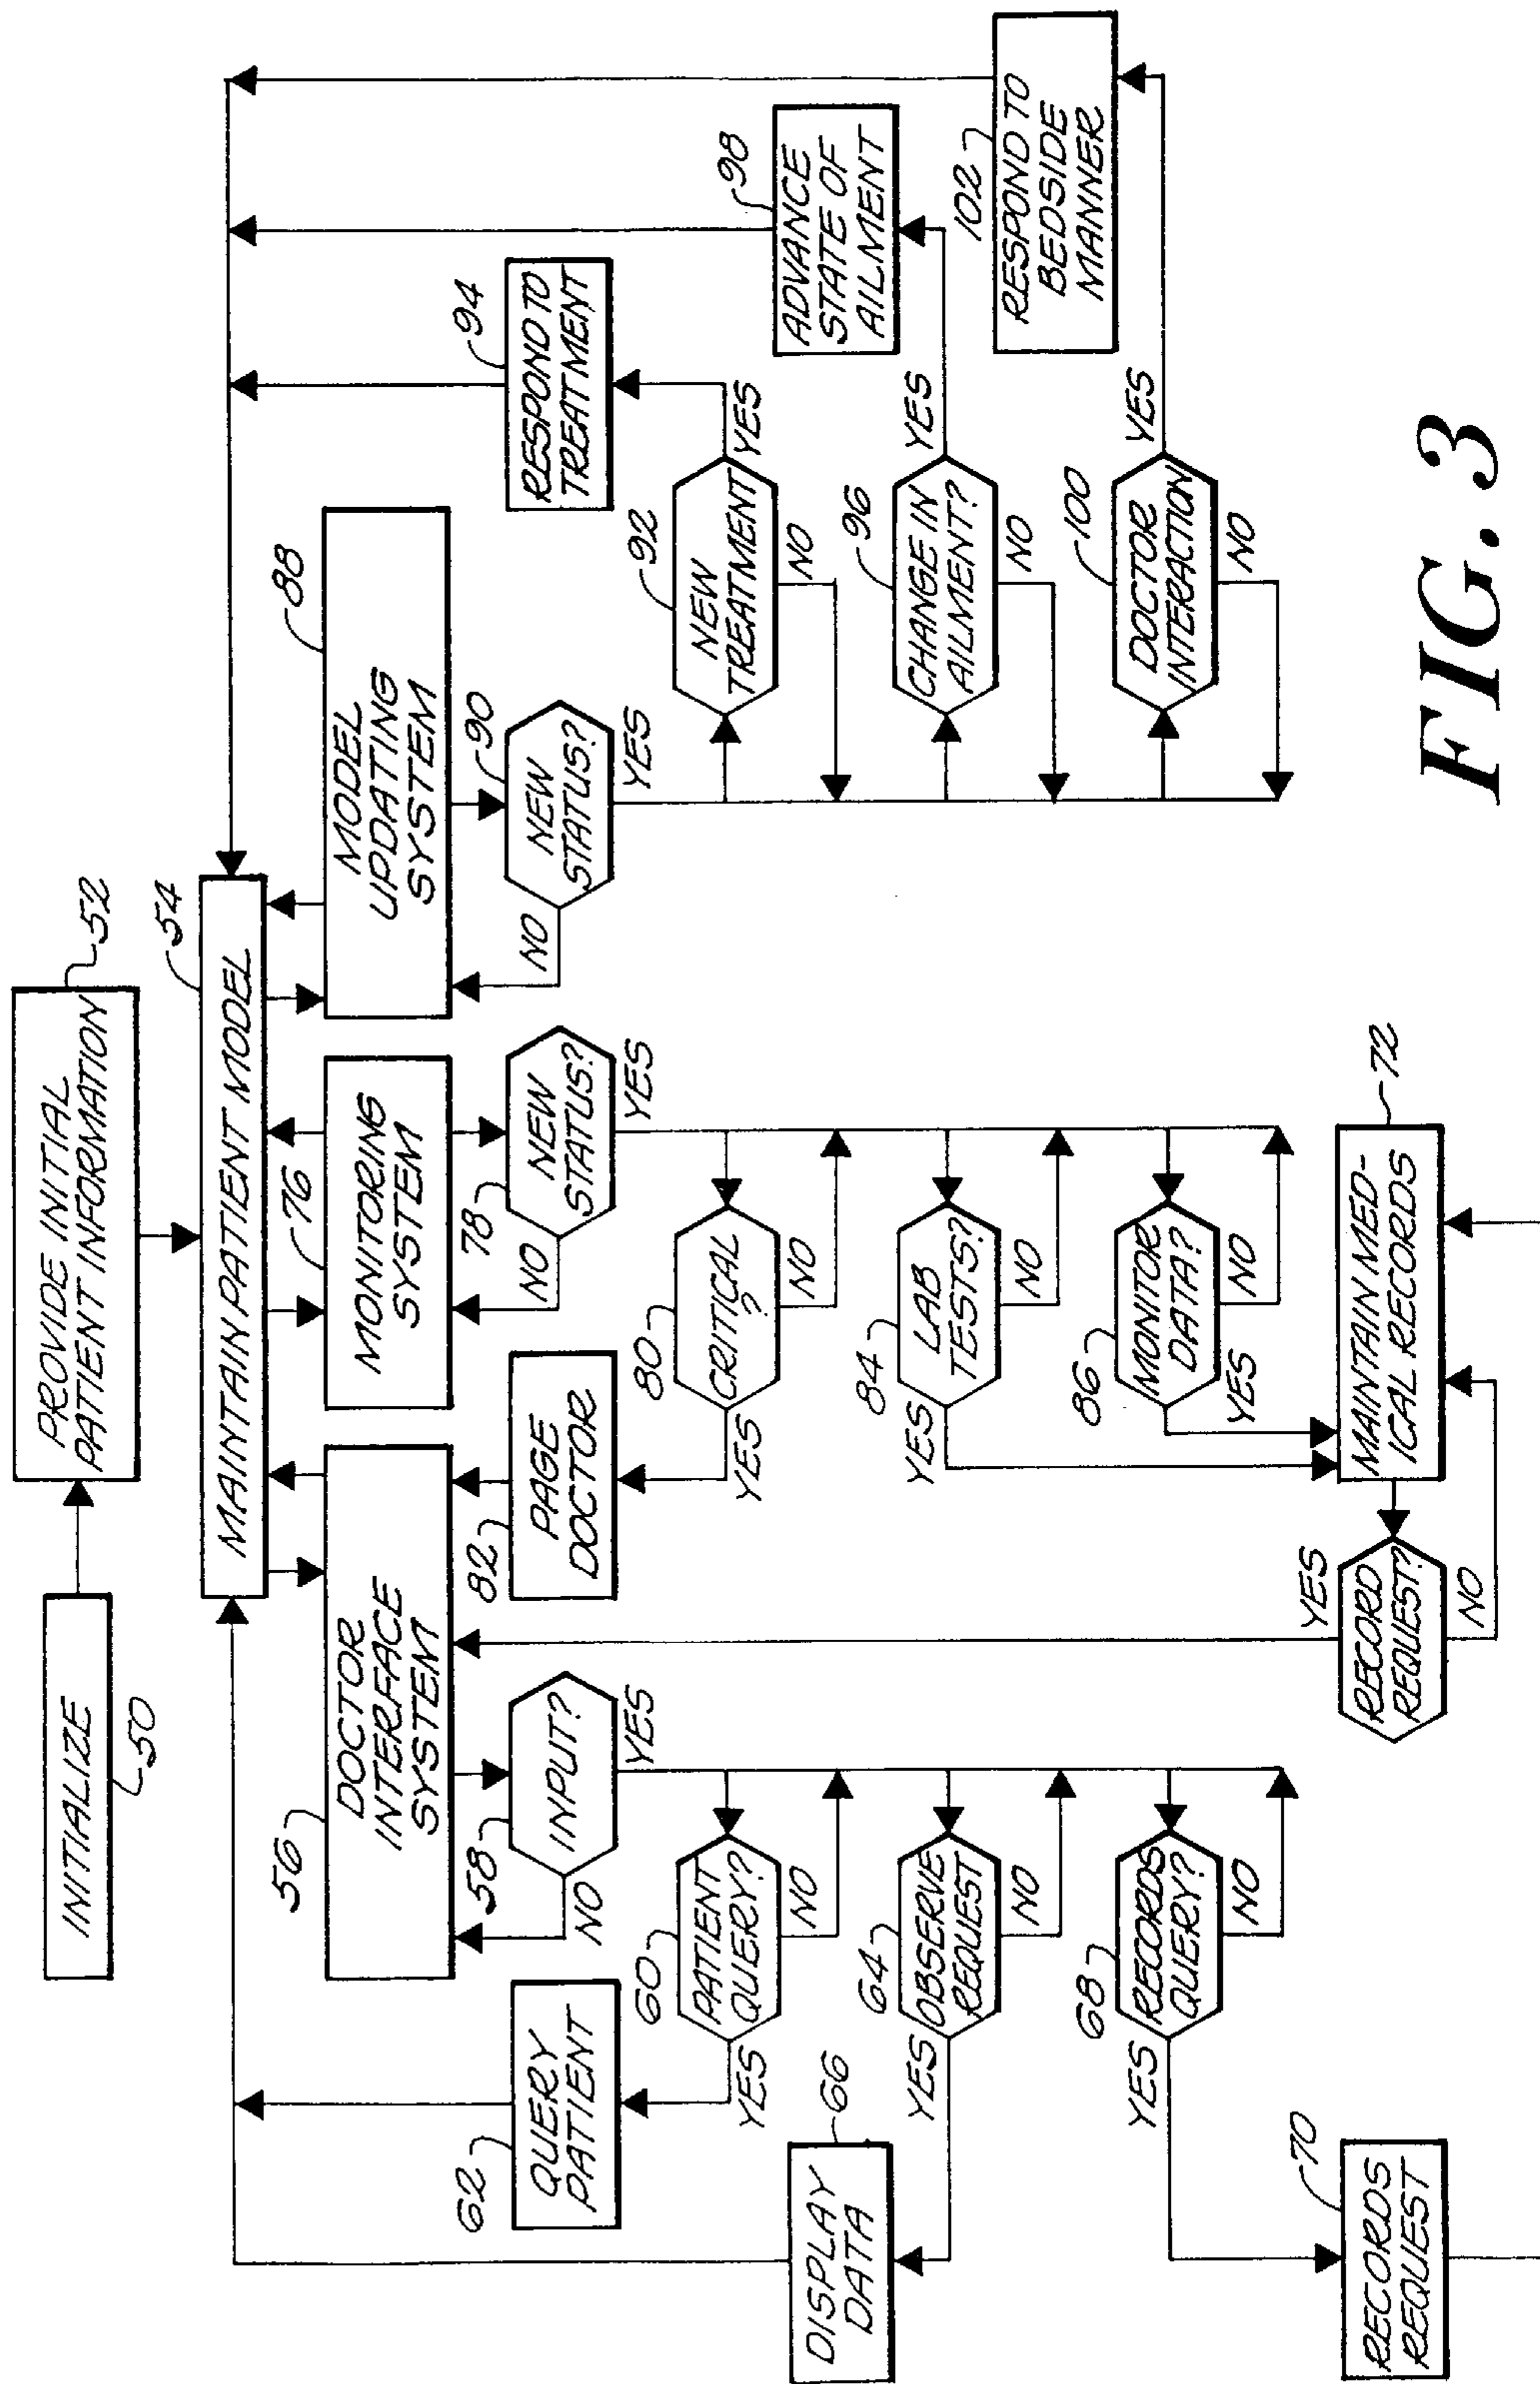 INITIALIZE
50
PROVIDE INITIAL
PATIENT INFORMATION
52
MAINTAIN PATIENT MODEL
54
56
DOCTOR
INTERFACE
SYSTEM
76
MONITORING
SYSTEM
MODEL
UPDATING
SYSTEM
88
62
QUERY
PATIENT
58
INPUT?
NO
YES
82
PAGE
DOCTOR
78
NEW
STATUS?
NO
YES
90
NEW
STATUS?
NO
YES
RESPOND TO
TREATMENT
94
60
PATIENT
QUERY?
YES
NO
80
CRITICAL
?
YES
NO
92
NEW
TREATMENT
YES
NO
DISPLAY
DATA
66
64
OBSERVE
REQUEST
YES
NO
84
LAB
TESTS?
YES
NO
96
CHANGE IN
AILMENT?
YES
NO
ADVANCE
STATE OF
AILMENT
98
68
RECORDS
QUERY?
YES
NO
86
MONITOR
DATA?
YES
NO
100
DOCTOR
INTERACTION
YES
NO
102
RESPOND TO
BEDSIDE
MANNER
70
RECORDS
REQUEST
RECORD
REQUEST?
YES
NO
MAINTAIN MED-
ICAL RECORDS
72
FIG. 3